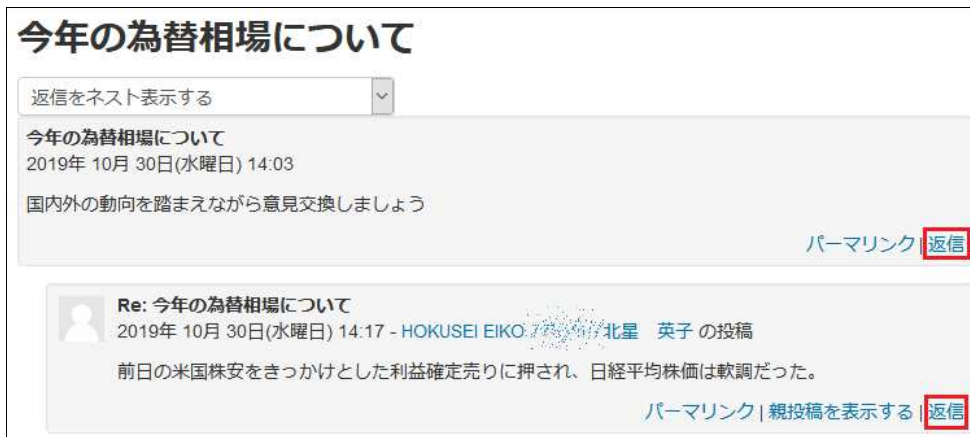 今年の為替相場について
返信をネスト表示する
今年の為替相場について
2019年 10月 30日(水曜日) 14:03
国内外の動向を踏まえながら意見交換しましょう
パーマリンク | 返信
Re: 今年の為替相場について
2019年 10月 30日(水曜日) 14:17 - HOKUSEI EIKO 北星　英子 の投稿
前日の米国株安をきっかけとした利益確定売りに押され、日経平均株価は軟調だった。
パーマリンク | 親投稿を表示する | 返信